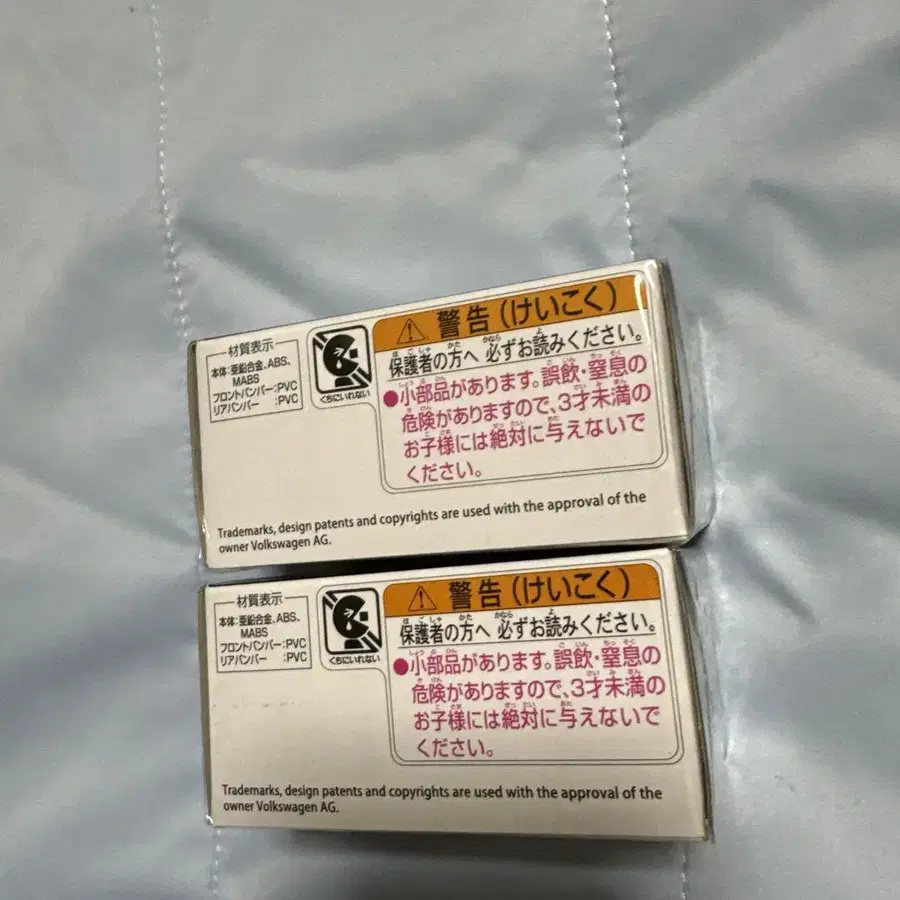 材質表示
本体:亜鉛合金、ABS、
MABS
フロントバンパー:PVC
リアバンパー :PVC
くちにいれない
⚠ 警告(けいこく)
保護者の方へ 必ずお読みください。
●小部品があります。誤飲・窒息の
危険がありますので、3才未満の
お子様には絶対に与えないで
ください。
Trademarks, design patents and copyrights are used with the approval of the
owner Volkswagen AG.
材質表示
本体:亜鉛合金、ABS、
MABS
フロントバンパー:PVC
リアバンパー :PVC
くちにいれない
⚠ 警告(けいこく)
保護者の方へ 必ずお読みください。
●小部品があります。誤飲・窒息の
危険がありますので、3才未満の
お子様には絶対に与えないで
ください。
Trademarks, design patents and copyrights are used with the approval of the
owner Volkswagen AG.